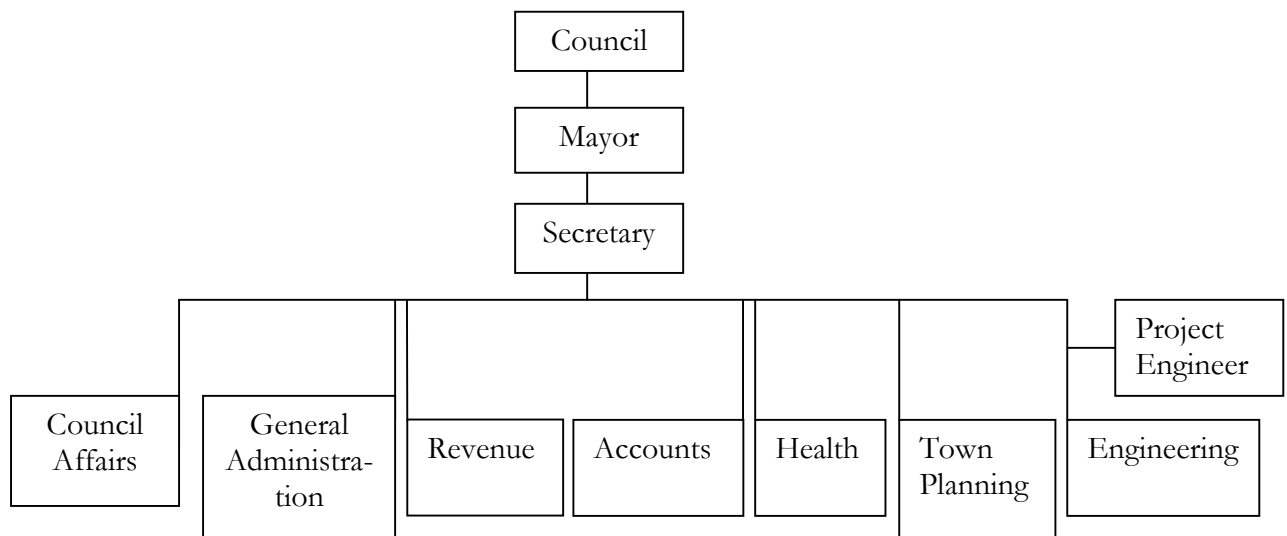 Council
Mayor
Secretary
Project
Engineer
Council
Affairs
General
Administra-
tion
Revenue
Accounts
Health
Town
Planning
Engineering